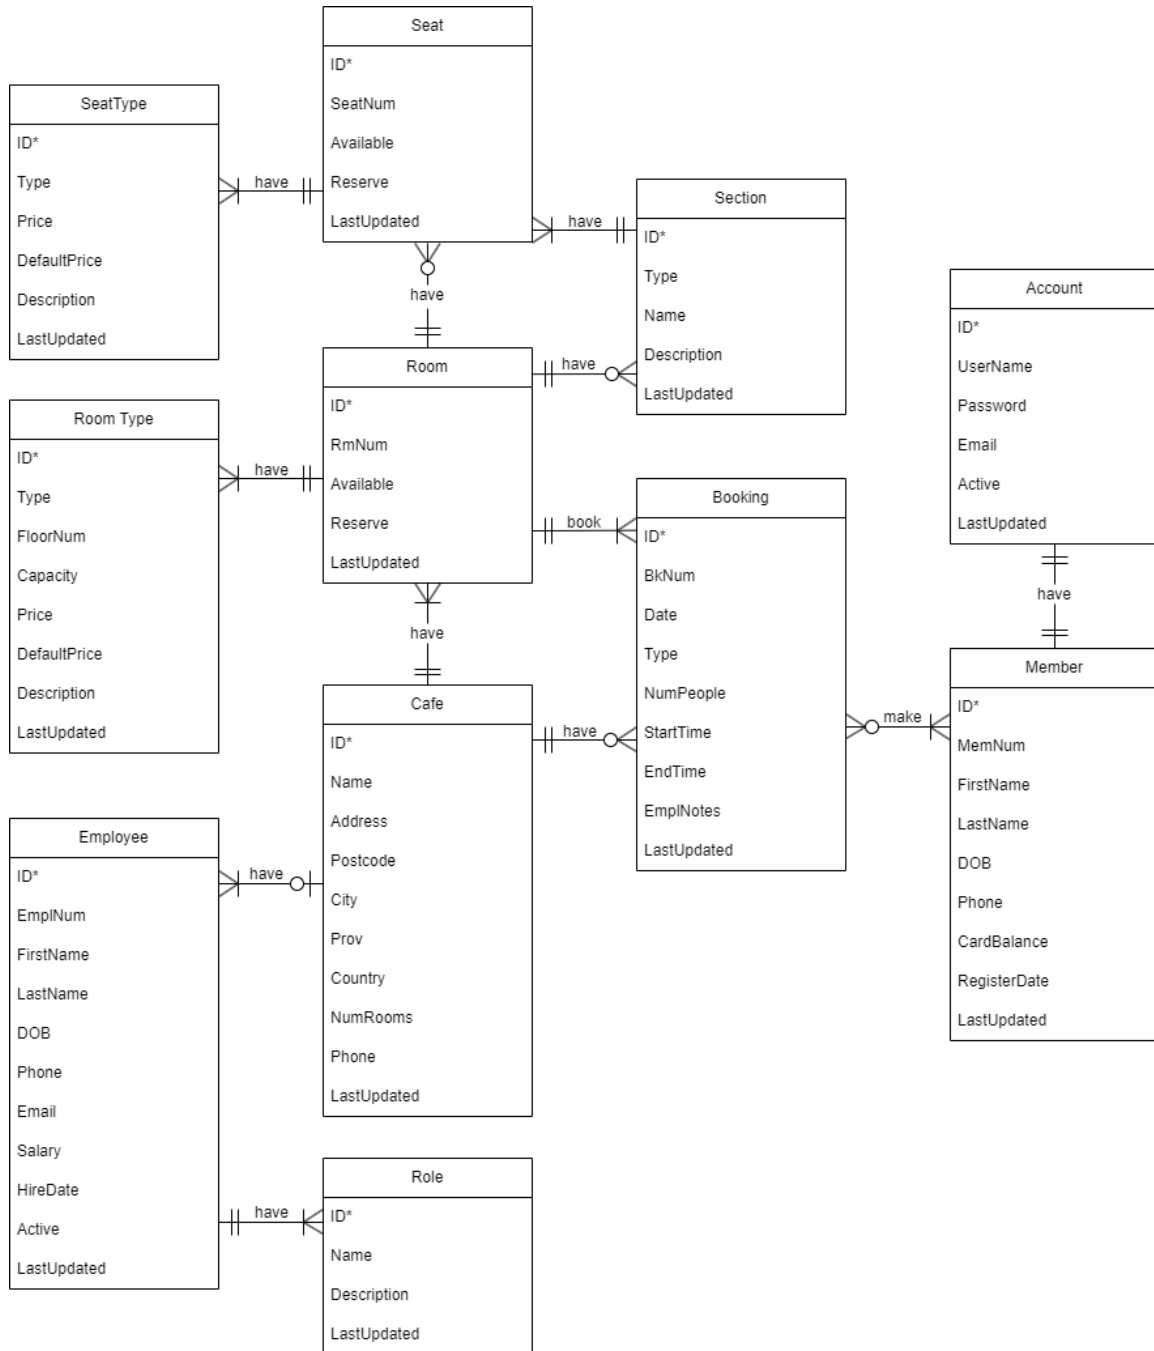 Seat
ID*
SeatNum
Available
Reserve
LastUpdated
SeatType
ID*
Type
Price
DefaultPrice
Description
LastUpdated
have
have
Section
ID*
Type
Name
Description
LastUpdated
have
Account
ID*
UserName
Password
Email
Active
LastUpdated
Room
ID*
RmNum
Available
Reserve
LastUpdated
have
Room Type
ID*
Type
FloorNum
Capacity
Price
DefaultPrice
Description
LastUpdated
have
book
Booking
ID*
BkNum
Date
Type
NumPeople
StartTime
EndTime
EmplNotes
LastUpdated
have
have
Member
ID*
MemNum
FirstName
LastName
DOB
Phone
CardBalance
RegisterDate
LastUpdated
make
Cafe
ID*
Name
Address
Postcode
City
Prov
Country
NumRooms
Phone
LastUpdated
have
Employee
ID*
EmplNum
FirstName
LastName
DOB
Phone
Email
Salary
HireDate
Active
LastUpdated
have
have
Role
ID*
Name
Description
LastUpdated